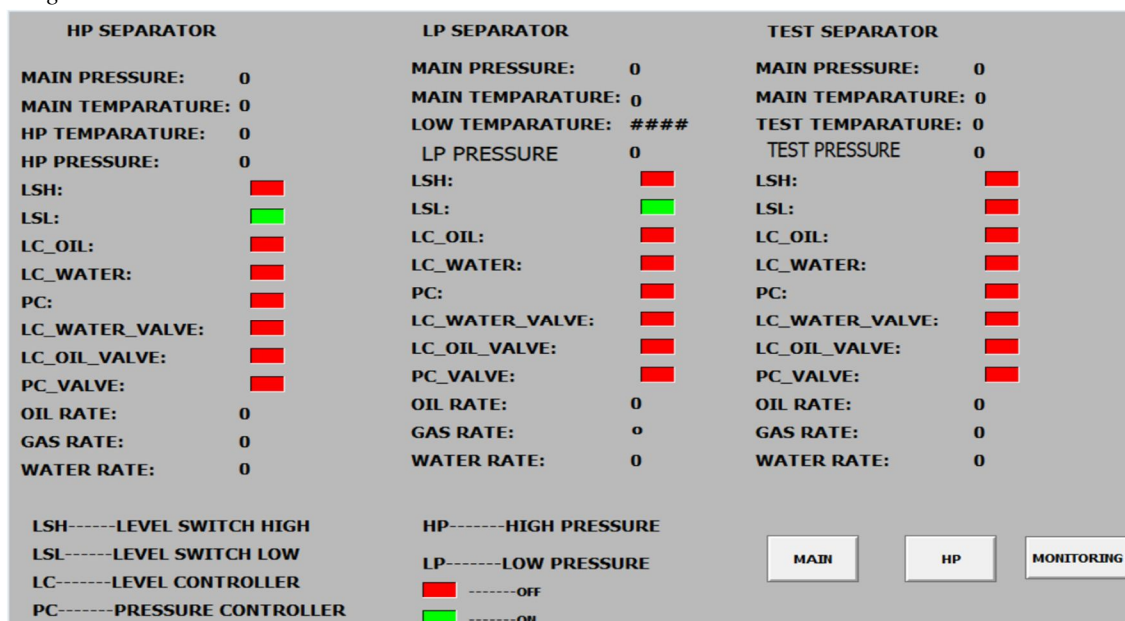 HP SEPARATOR
MAIN PRESSURE: 0
MAIN TEMPARATURE: 0
HP TEMPARATURE: 0
HP PRESSURE: 0
LSH:
LSL:
LC_OIL:
LC_WATER:
PC:
LC_WATER_VALVE:
LC_OIL_VALVE:
PC_VALVE:
OIL RATE: 0
GAS RATE: 0
WATER RATE: 0
LP SEPARATOR
MAIN PRESSURE: 0
MAIN TEMPARATURE: 0
LOW TEMPARATURE: ####
LP PRESSURE 0
LSH:
LSL:
LC_OIL:
LC_WATER:
PC:
LC_WATER_VALVE:
LC_OIL_VALVE:
PC_VALVE:
OIL RATE: 0
GAS RATE: 0
WATER RATE: 0
TEST SEPARATOR
MAIN PRESSURE: 0
MAIN TEMPARATURE: 0
TEST TEMPARATURE: 0
TEST PRESSURE 0
LSH:
LSL:
LC_OIL:
LC_WATER:
PC:
LC_WATER_VALVE:
LC_OIL_VALVE:
PC_VALVE:
OIL RATE: 0
GAS RATE: 0
WATER RATE: 0
LSH------LEVEL SWITCH HIGH
LSL------LEVEL SWITCH LOW
LC-------LEVEL CONTROLLER
PC-------PRESSURE CONTROLLER
HP-------HIGH PRESSURE
LP-------LOW PRESSURE
-------OFF
-------ON
MAIN
HP
MONITORING